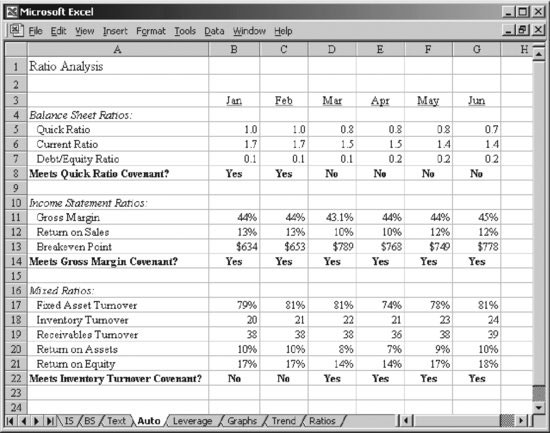 Microsoft Excel
File Edit View Insert Format Tools Data Window Help
A B C D E F G H
1 Ratio Analysis
2
3 Jan Feb Mar Apr May Jun
4 Balance Sheet Ratios:
5 Quick Ratio 1.0 1.0 0.8 0.8 0.8 0.7
6 Current Ratio 1.7 1.7 1.5 1.5 1.4 1.4
7 Debt/Equity Ratio 0.1 0.1 0.1 0.2 0.2 0.2
8 Meets Quick Ratio Covenant? Yes Yes No No No No
9
10 Income Statement Ratios:
11 Gross Margin 44% 44% 43.1% 44% 44% 45%
12 Return on Sales 13% 13% 10% 10% 12% 12%
13 Breakeven Point $634 $653 $789 $768 $749 $778
14 Meets Gross Margin Covenant? Yes Yes Yes Yes Yes Yes
15
16 Mixed Ratios:
17 Fixed Asset Turnover 79% 81% 81% 74% 78% 81%
18 Inventory Turnover 20 21 22 21 23 24
19 Receivables Turnover 38 38 38 36 38 39
20 Return on Assets 10% 10% 8% 7% 9% 10%
21 Return on Equity 17% 17% 14% 14% 17% 18%
22 Meets Inventory Turnover Covenant? No No Yes Yes Yes Yes
23
24
IS BS Text Auto Leverage Graphs Trend Ratios